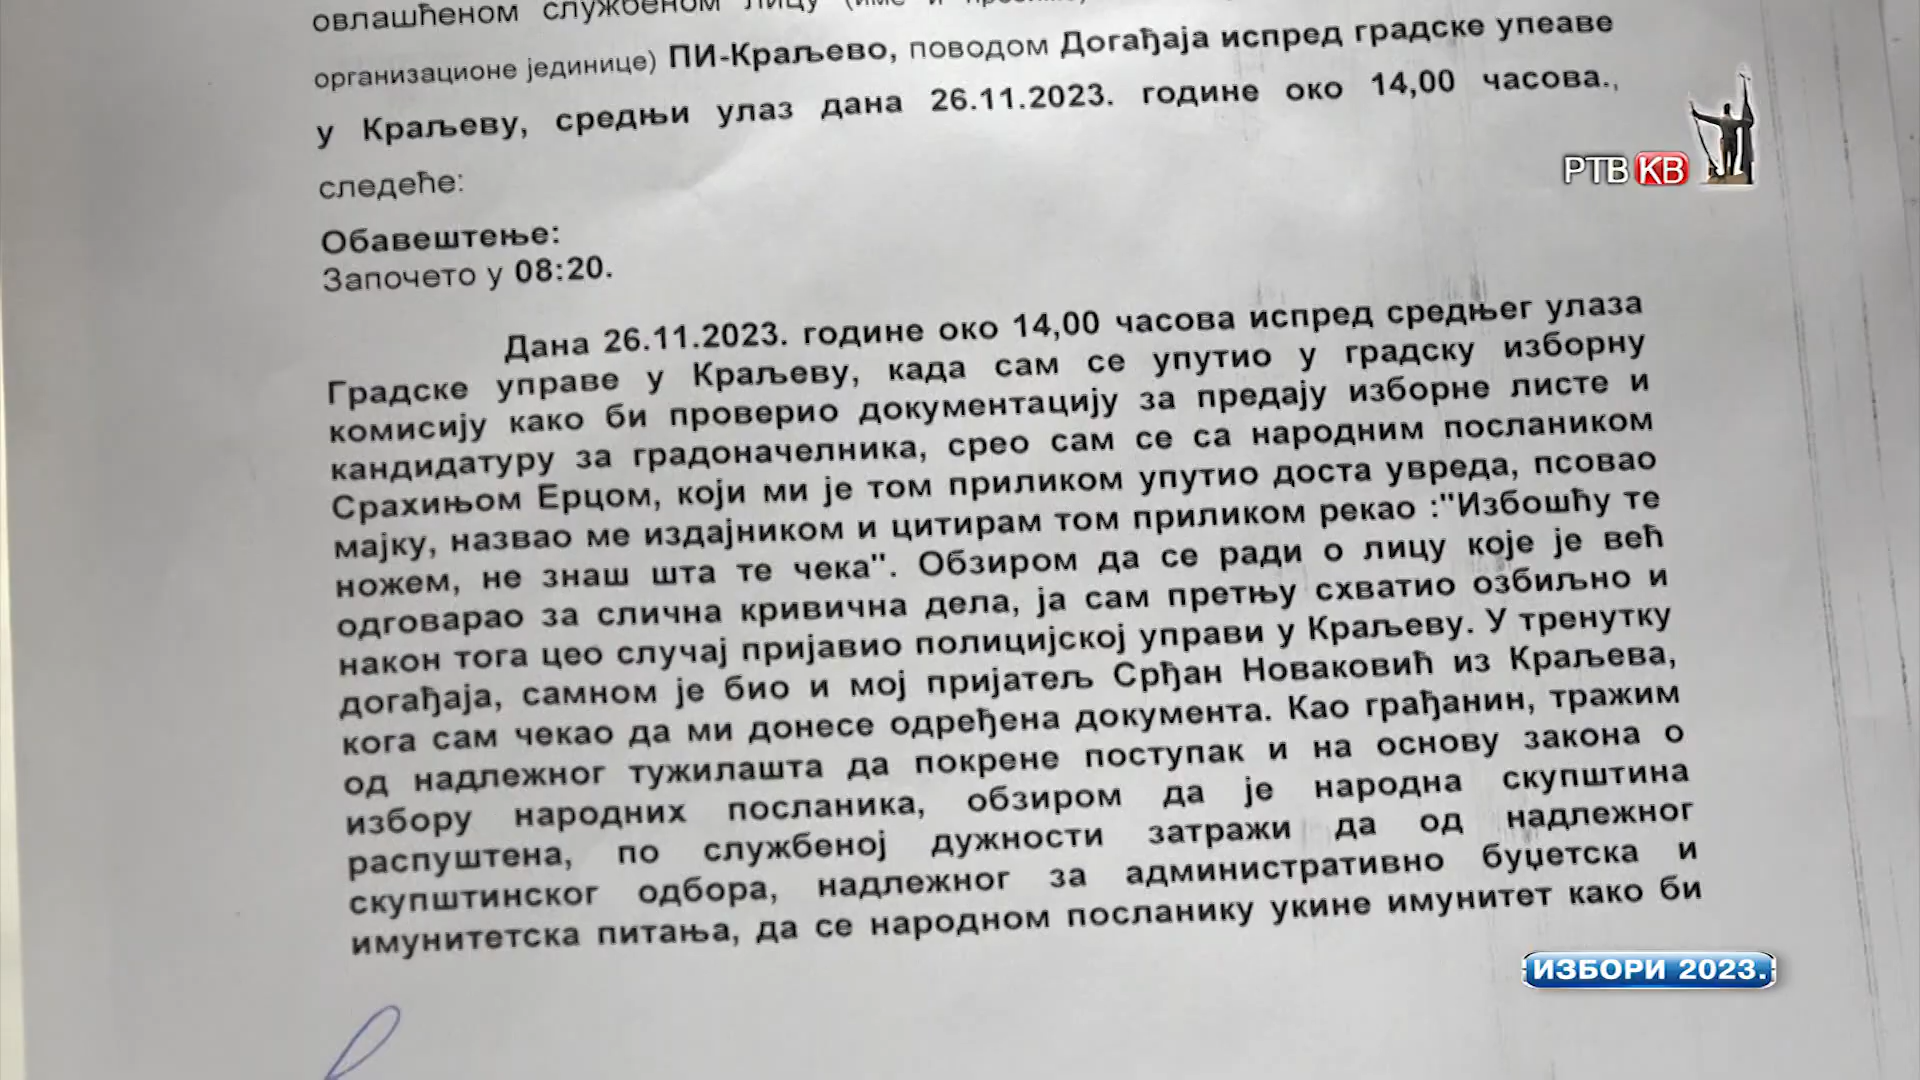 овлашћеном службеном лицу (име и
организационе јединице) ПИ-Краљево, поводом Догађаја испред градске упеаве
у Краљеву, средњи улаз дана 26.11.2023. године око 14,00 часова.,
следеће:
РТВ КВ
Обавештење:
Започето у 08:20.
Дана 26.11.2023. године око 14,00 часова испред средњег улаза
Градске управе у Краљеву, када сам се упутио у градску изборну
комисију како би проверио документацију за предају изборне листе и
кандидатуру за градоначелника, срео сам се са народним послаником
Срахињом Ерцом, који ми је том приликом упутио доста увреда, псовао
мајку, назвао ме издајником и цитирам том приликом рекао :"Избошћу те
ножем, не знаш шта те чека". Обзиром да се ради о лицу које је већ
одговарао за слична кривична дела, ја сам претњу схватио озбиљно и
након тога цео случај пријавио полицијској управи у Краљеву. У тренутку
догађаја, самном је био и мој пријатељ Срђан Новаковић из Краљева,
кога сам чекао да ми донесе одређена документа. Као грађанин, тражим
од надлежног тужилашта да покрене поступак и на основу закона о
избору народних посланика, обзиром да је народна скупштина
распуштена, по службеној дужности затражи да од надлежног
скупштинског одбора, надлежног за административно буџетска и
имунитетска питања, да се народном посланику укине имунитет како би
ИЗБОРИ 2023.